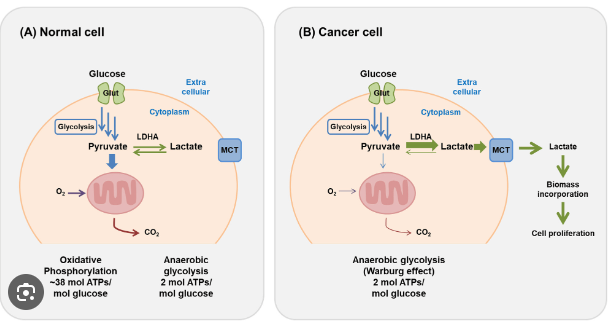 (A) Normal cell
Glucose
Glut
Extra
cellular
Cytoplasm
Glycolysis
LDHA
Pyruvate
Lactate
MCT
O2
CO2
Oxidative
Phosphorylation
~38 mol ATPs/
mol glucose
Anaerobic
glycolysis
2 mol ATPs/
mol glucose
(B) Cancer cell
Glucose
Glut
Extra
cellular
Cytoplasm
Glycolysis
LDHA
Pyruvate
Lactate
MCT
Lactate
Biomass
incorporation
Cell proliferation
O2
CO2
Anaerobic glycolysis
(Warburg effect)
2 mol ATPs/
mol glucose